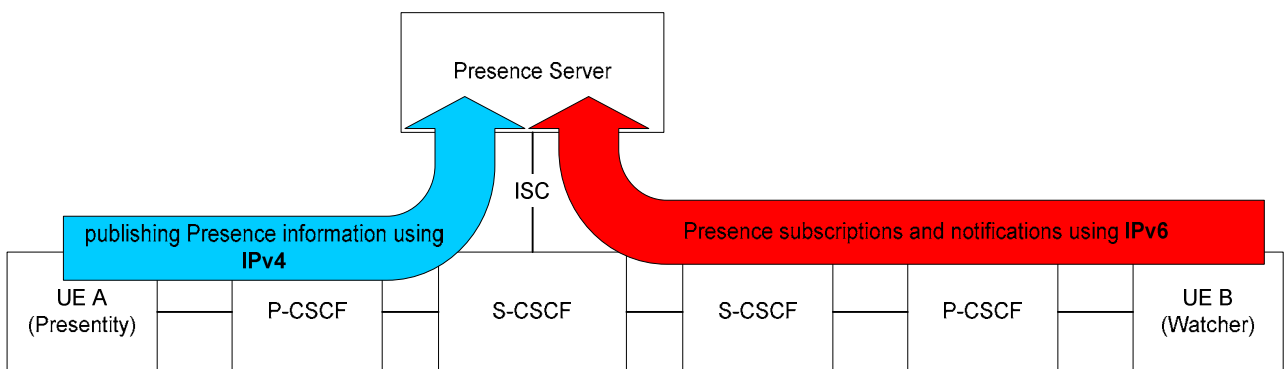 Presence Server
ISC
publishing Presence information using
IPv4
Presence subscriptions and notifications using IPv6
UE A
(Presentity)
P-CSCF
S-CSCF
S-CSCF
P-CSCF
UE B
(Watcher)